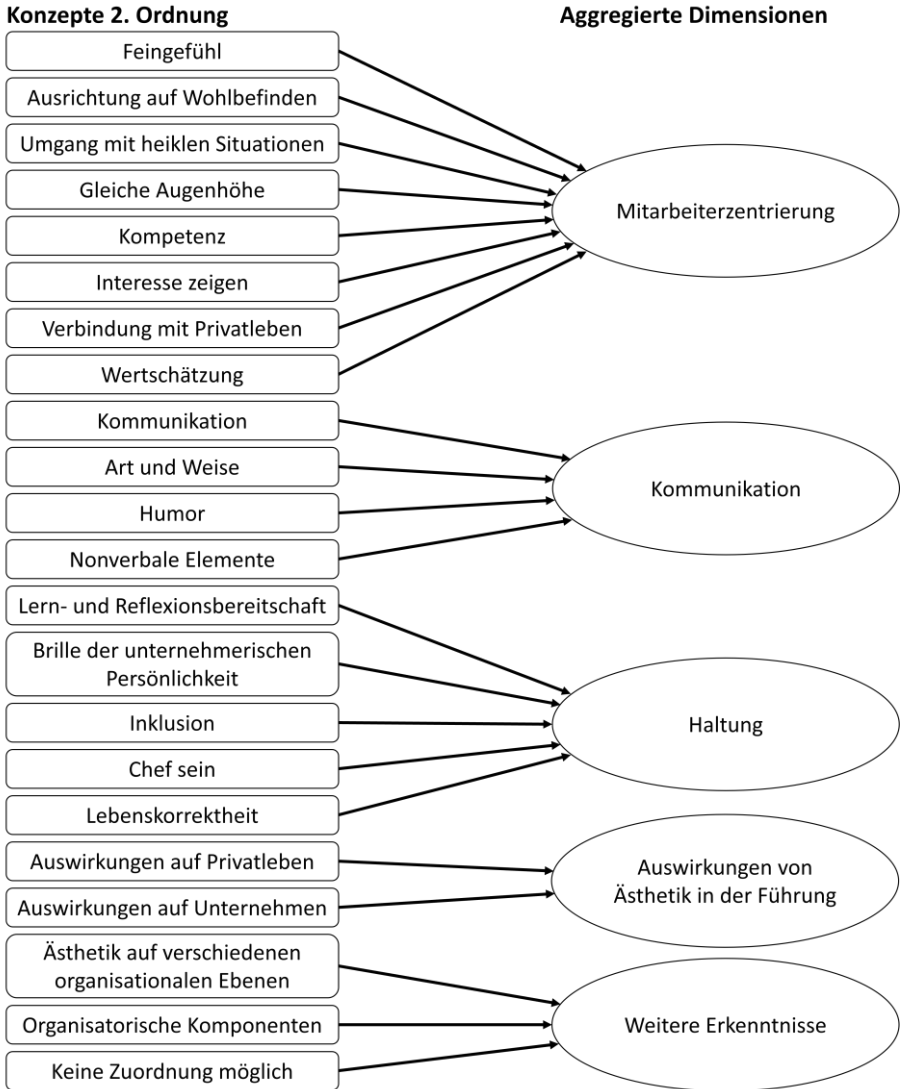 Konzepte 2. Ordnung
Aggregierte Dimensionen
Feingefühl
Ausrichtung auf Wohlbefinden
Umgang mit heiklen Situationen
Gleiche Augenhöhe
Kompetenz
Interesse zeigen
Verbindung mit Privatleben
Wertschätzung
Mitarbeiterzentrierung
Kommunikation
Art und Weise
Humor
Nonverbale Elemente
Kommunikation
Lern- und Reflexionsbereitschaft
Brille der unternehmerischen
Persönlichkeit
Inklusion
Chef sein
Lebenskorrektheit
Haltung
Auswirkungen auf Privatleben
Auswirkungen auf Unternehmen
Auswirkungen von
Ästhetik in der Führung
Ästhetik auf verschiedenen
organisationalen Ebenen
Organisatorische Komponenten
Keine Zuordnung möglich
Weitere Erkenntnisse